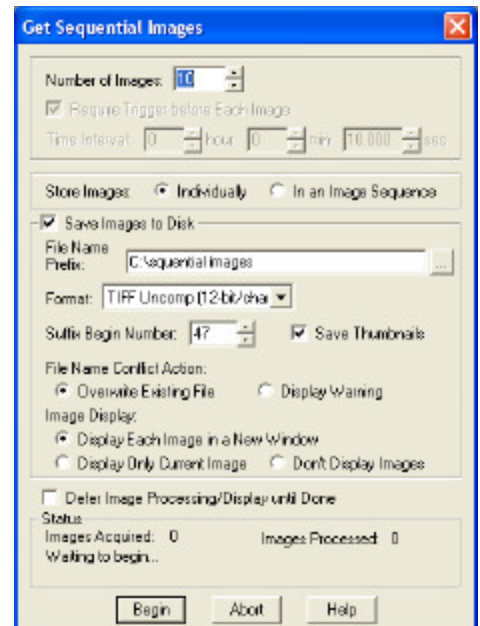 Get Sequential Images
Number of Images: 10
Require Trigger before Each Image
Time Interval 0 hour 0 min 10.000 sec
Store Images: Individually In an Image Sequence
Save Images to Disk
File Name
Prefix: C:\sequential images ...
Format: TIFF Uncomp (12-bit/char
Suffix Begin Number: 47 Save Thumbnails
File Name Conflict Action:
Overwrite Existing File Display Warning
Image Display:
Display Each Image in a New Window
Display Only Current Image Don't Display Images
Defer Image Processing/Display until Done
Status
Images Acquired: 0 Images Processed: 0
Waiting to begin...
Begin Abort Help